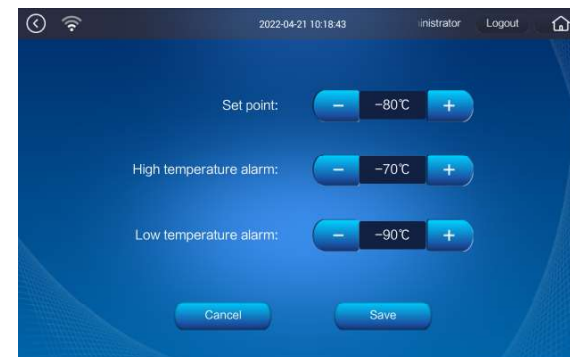 2022-04-21 10:18:43 inistrator Logout
Set point: − −80℃ +
High temperature alarm: − −70℃ +
Low temperature alarm: − −90℃ +
Cancel Save